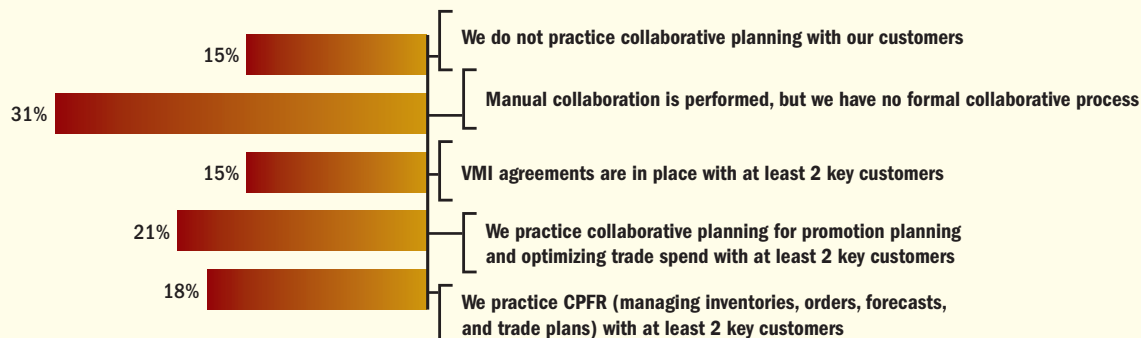 15%
We do not practice collaborative planning with our customers
31%
Manual collaboration is performed, but we have no formal collaborative process
15%
VMI agreements are in place with at least 2 key customers
21%
We practice collaborative planning for promotion planning
and optimizing trade spend with at least 2 key customers
18%
We practice CPFR (managing inventories, orders, forecasts,
and trade plans) with at least 2 key customers